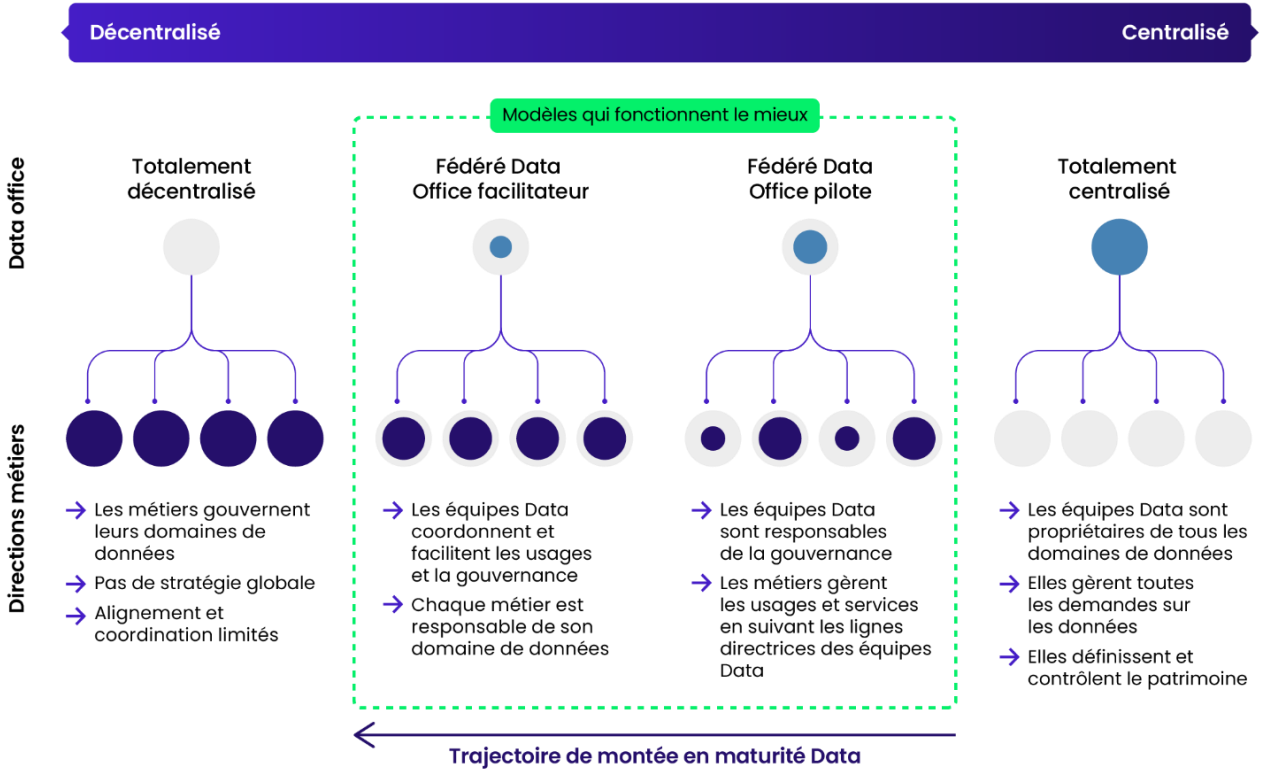 Décentralisé
Centralisé
Modèles qui fonctionnent le mieux
Data office
Totalement
décentralisé
Fédéré Data
Office facilitateur
Fédéré Data
Office pilote
Totalement
centralisé
Directions métiers
Les métiers gouvernent
leurs domaines de
données
Pas de stratégie globale
Alignement et
coordination limités
Les équipes Data
coordonnent et
facilitent les usages
et la gouvernance
Chaque métier est
responsable de son
domaine de données
Les équipes Data
sont responsables
de la gouvernance
Les métiers gèrent
les usages et services
en suivant les lignes
directrices des équipes
Data
Les équipes Data sont
propriétaires de tous les
domaines de données
Elles gèrent toutes
les demandes sur
les données
Elles définissent et
contrôlent le patrimoine
Trajectoire de montée en maturité Data